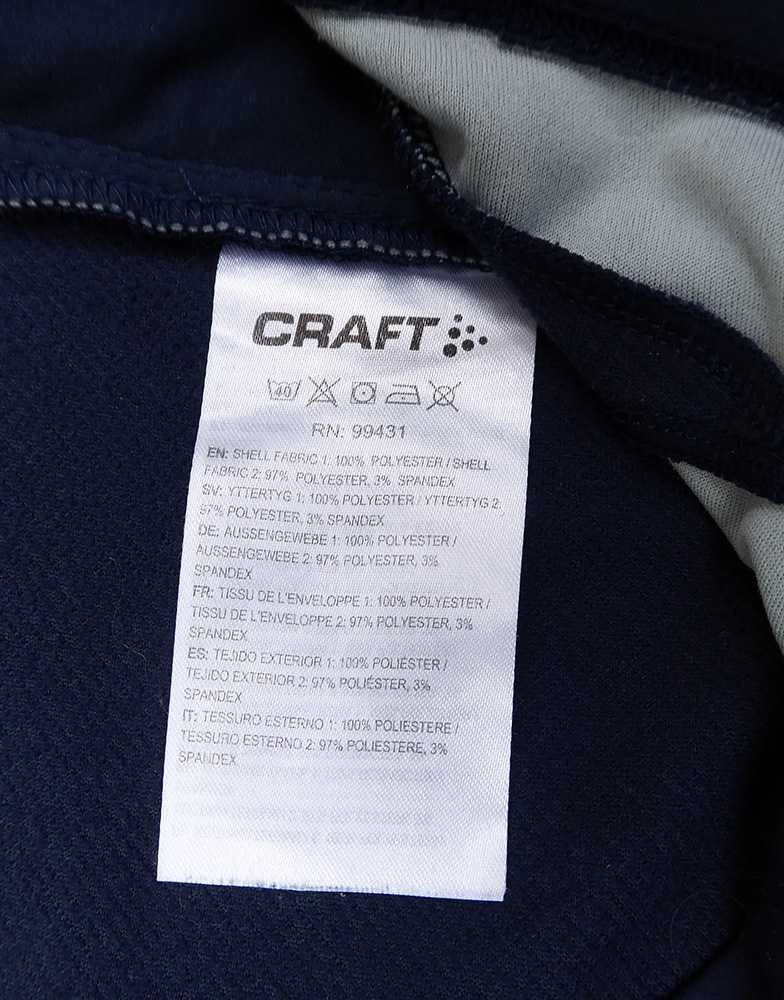 CRAFT
40
RN: 99431
EN: SHELL FABRIC 1: 100% POLYESTER / SHELL
FABRIC 2: 97% POLYESTER, 3% SPANDEX
SV: YTTERTYG 1: 100% POLYESTER / YTTERTYG 2:
97% POLYESTER, 3% SPANDEX
DE: AUSSENGEWEBE 1: 100% POLYESTER /
AUSSENGEWEBE 2: 97% POLYESTER, 3%
SPANDEX
FR: TISSU DE L'ENVELOPPE 1: 100% POLYESTER /
TISSU DE L'ENVELOPPE 2: 97% POLYESTER, 3%
SPANDEX
ES: TEJIDO EXTERIOR 1: 100% POLIÉSTER /
TEJIDO EXTERIOR 2: 97% POLIÉSTER, 3%
SPANDEX
IT: TESSURO ESTERNO 1: 100% POLIESTERE /
TESSURO ESTERNO 2: 97% POLIESTERE, 3%
SPANDEX